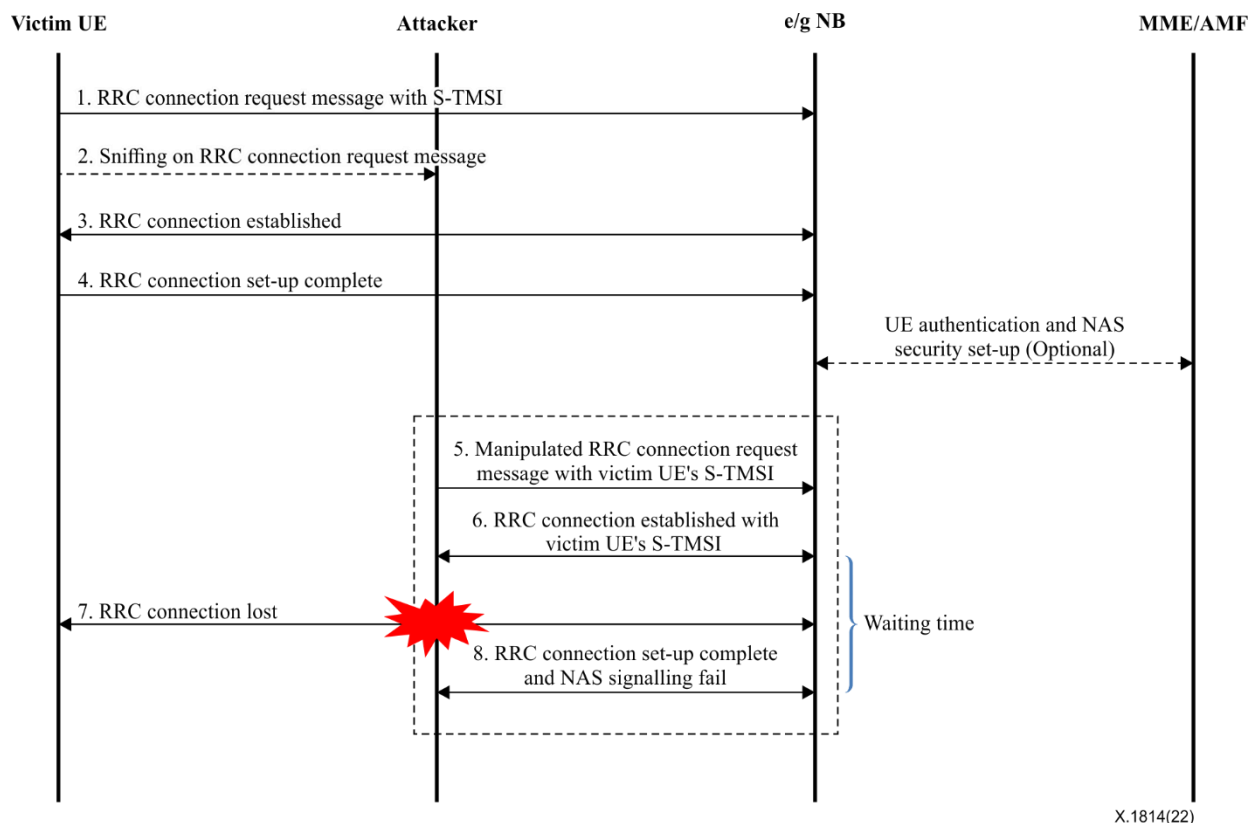 Victim UE
Attacker
e/g NB
MME/AMF
1. RRC connection request message with S-TMSI
2. Sniffing on RRC connection request message
3. RRC connection established
4. RRC connection set-up complete
UE authentication and NAS
security set-up (Optional)
5. Manipulated RRC connection request
message with victim UE's S-TMSI
6. RRC connection established with
victim UE's S-TMSI
7. RRC connection lost
Waiting time
8. RRC connection set-up complete
and NAS signalling fail
X.1814(22)